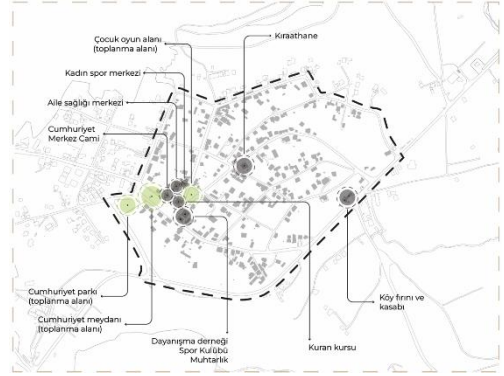 Çocuk oyun alanı
(toplanma alanı)
Kıraathane
Kadın spor merkezi
Aile sağlığı merkezi
Cumhuriyet
Merkez Cami
Cumhuriyet parkı
(toplanma alanı)
Cumhuriyet meydanı
(toplanma alanı)
Dayanışma derneği
Spor Kulübü
Muhtarlık
Kuran kursu
Köy fırını ve
kasabı